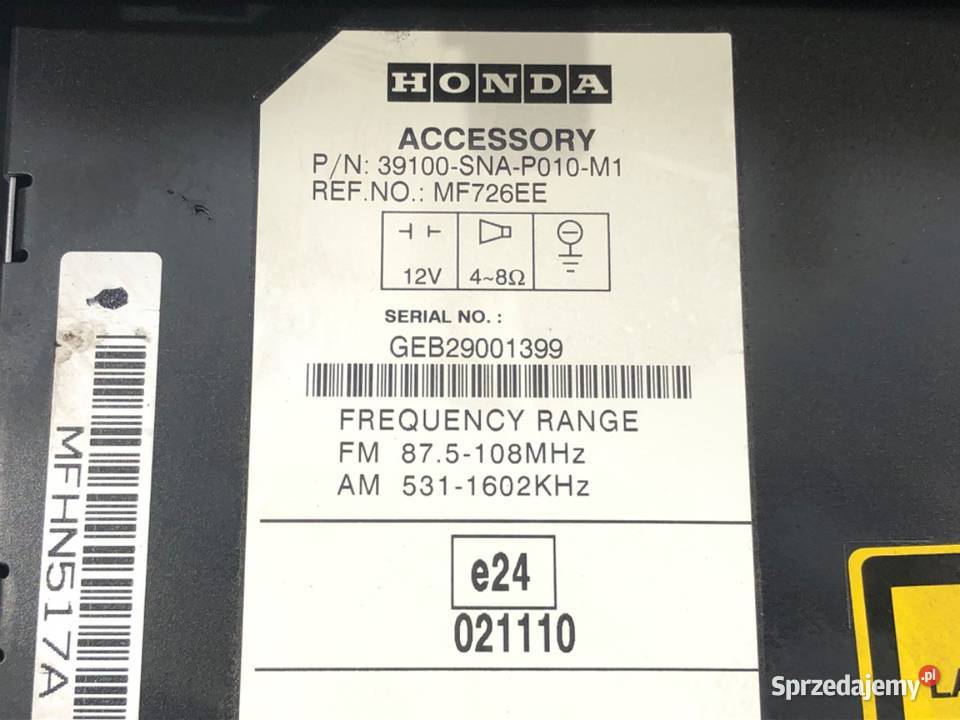 HONDA
ACCESSORY
P/N: 39100-SNA-P010-M1
REF.NO.: MF726EE
12V 4~8Ω
SERIAL NO. :
GEB29001399
FREQUENCY RANGE
FM 87.5-108MHz
AM 531-1602KHz
e24
021110
MFHN517A
LA
Sprzedajemy.pl